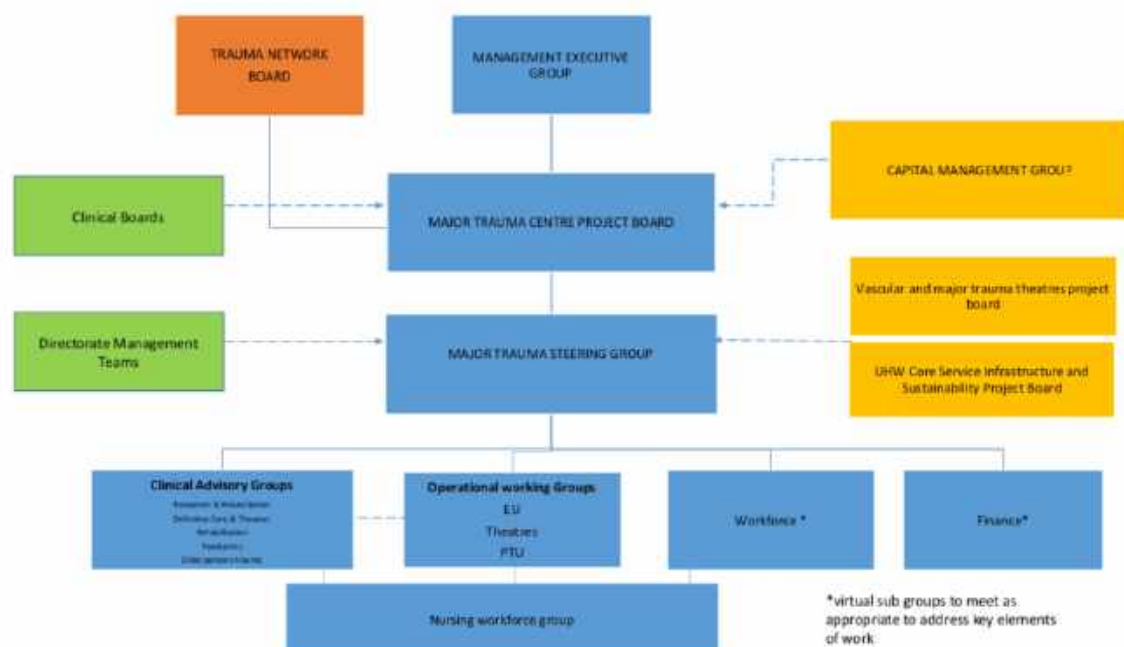 TRAUMA NETWORK
BOARD
MANAGEMENT EXECUTIVE
GROUP
CAPITAL MANAGEMENT GROUP
Clinical Boards
MAJOR TRAUMA CENTRE PROJECT BOARD
Vascular and major trauma theatres project
board
Directorate Management
Teams
MAJOR TRAUMA STEERING GROUP
UHW Core Service Infrastructure and
Sustainability Project Board
Clinical Advisory Groups
Rehabilitation
Paediatrics
Operational working Groups
EU
Theatres
PTU
Workforce *
Finance*
Nursing workforce group
*virtual sub groups to meet as
appropriate to address key elements
of work